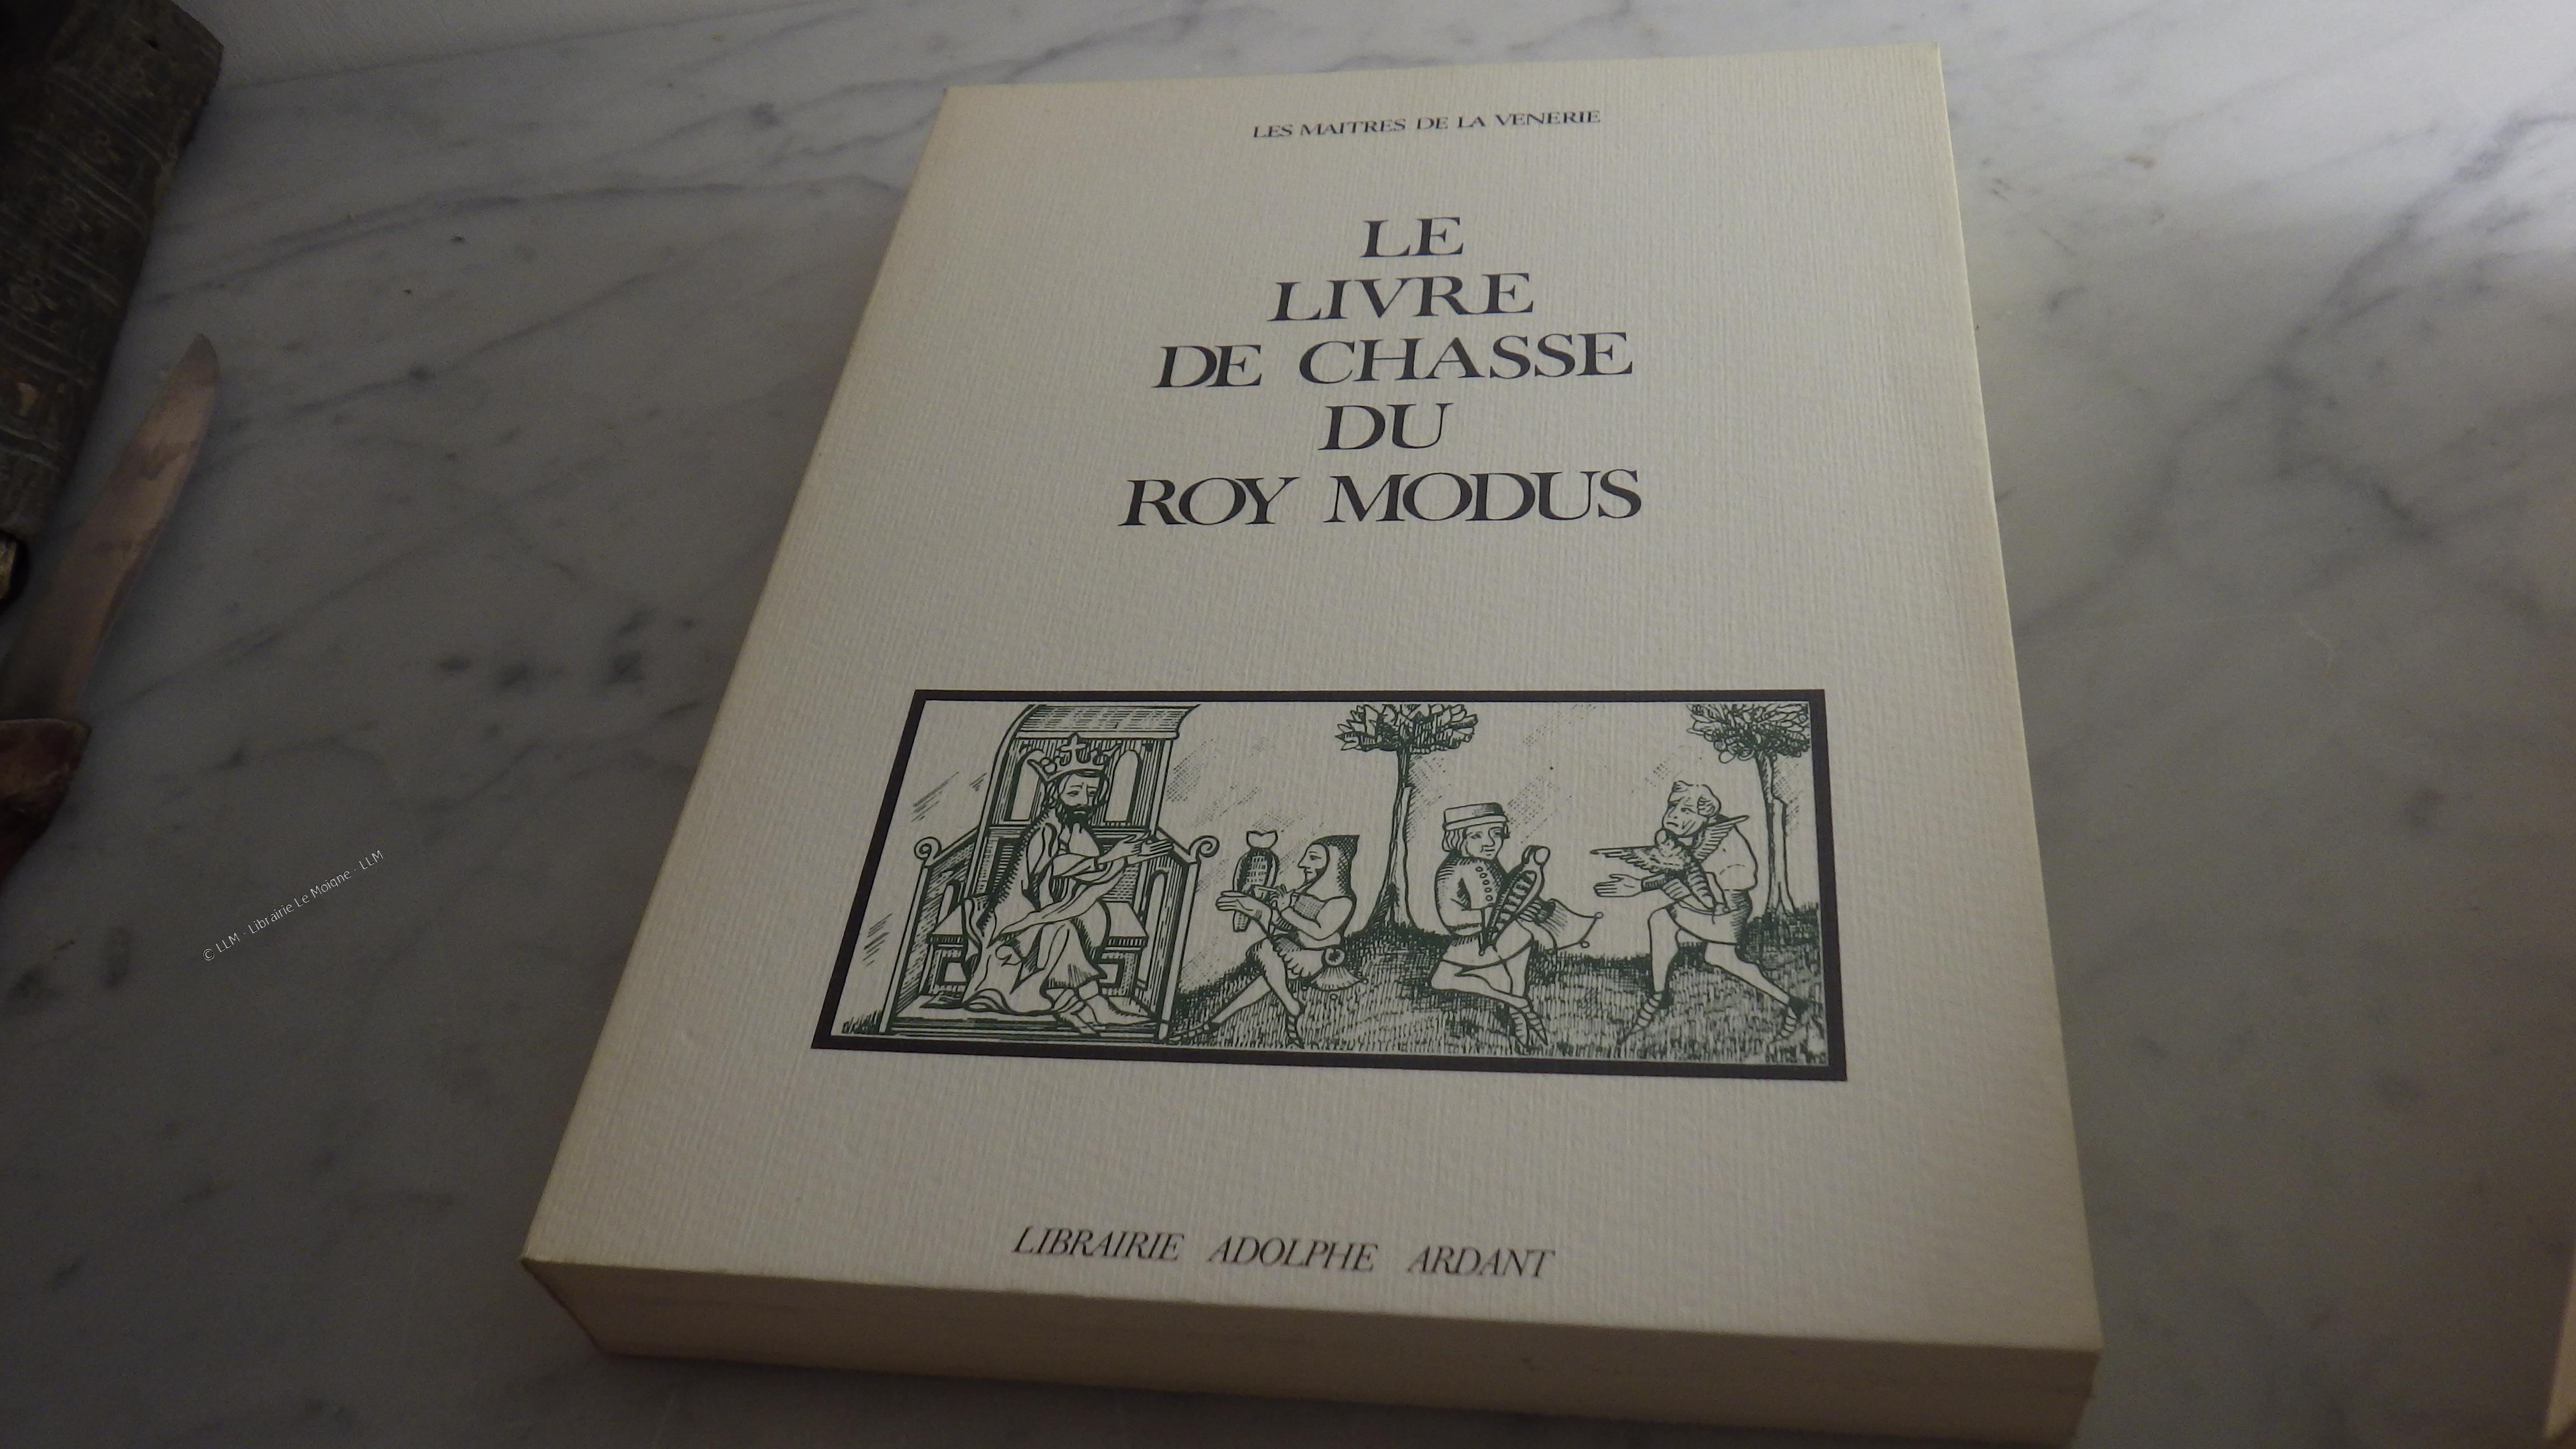 LES MAITRES DE LA VENERIE
LE
LIVRE
DE CHASSE
DU
ROY MODUS
LIBRAIRIE ADOLPHE ARDANT
© LLM - Librairie Le Moigne - LLM